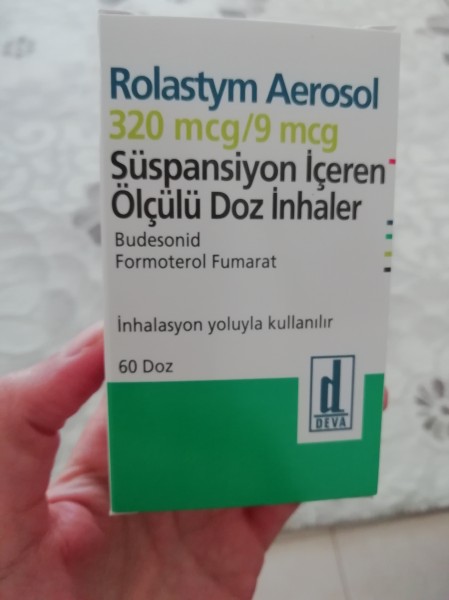 Rolastym Aerosol
320 mcg/9 mcg
Süspansiyon İçeren
Ölçülü Doz İnhaler
Budesonid
Formoterol Fumarat
İnhalasyon yoluyla kullanılır
60 Doz
d
DEVA